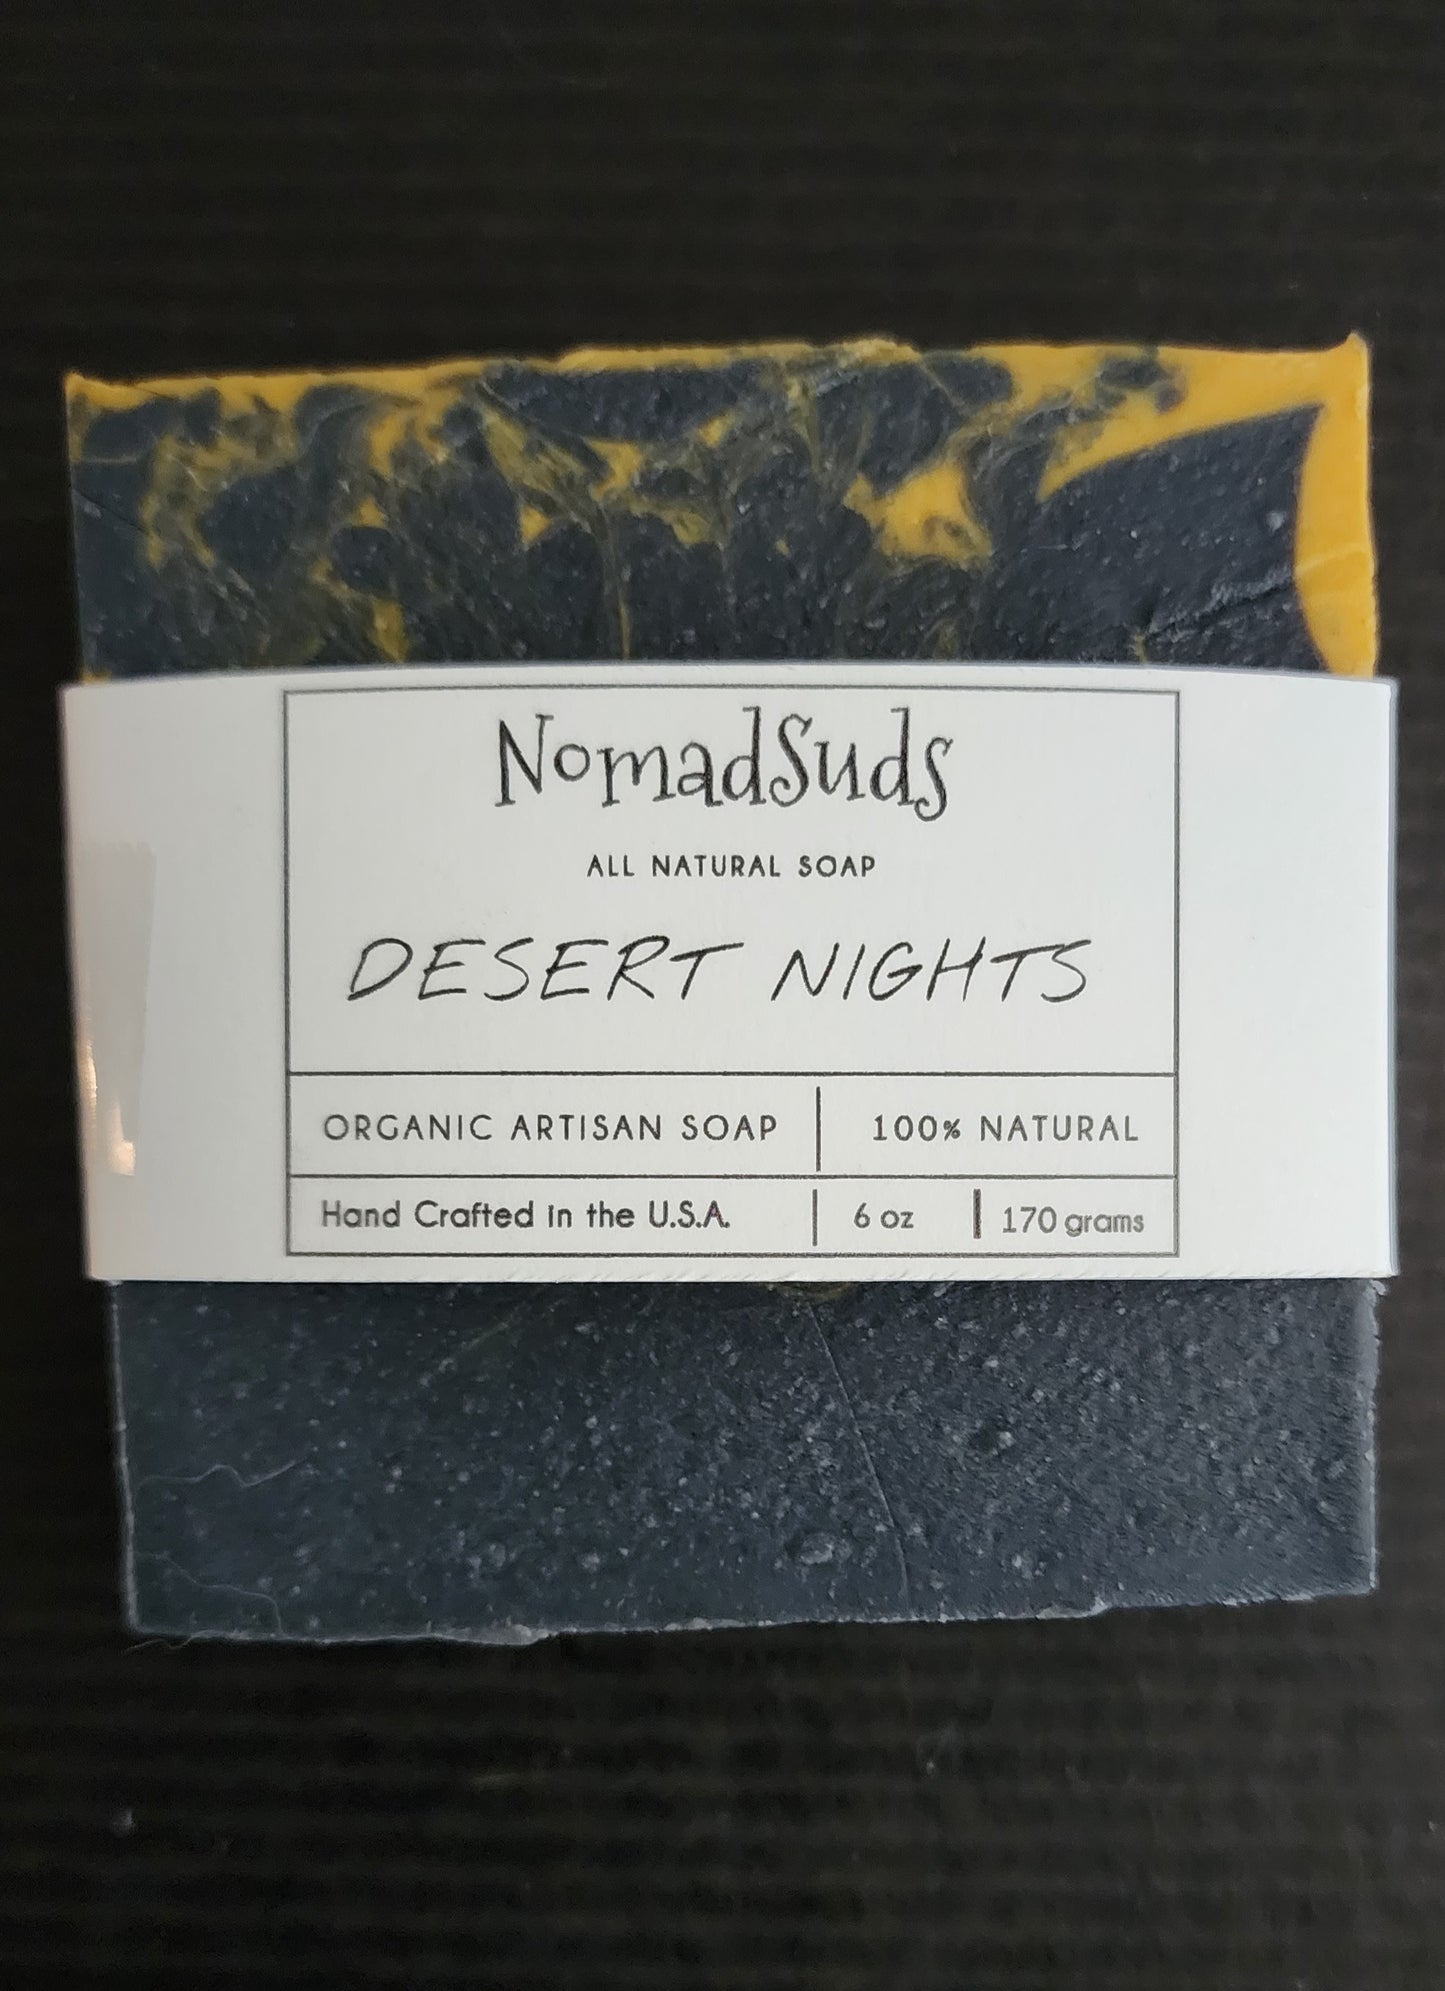 NomadSuds
ALL NATURAL SOAP
DESERT NIGHTS
ORGANIC ARTISAN SOAP | 100% NATURAL
Hand Crafted in the U.S.A. | 6 oz | 170 grams